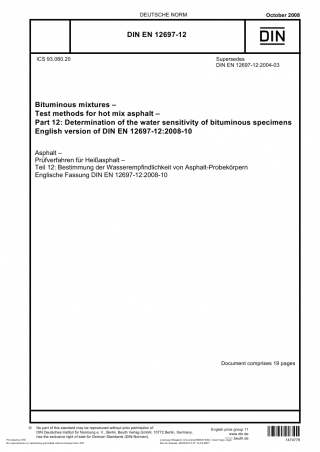 DEUTSCHE NORM
October 2008
DIN EN 12697-12
DIN
ICS 93.080.20
Supersedes
DIN EN 12697-12:2004-03
Bituminous mixtures –
Test methods for hot mix asphalt –
Part 12: Determination of the water sensitivity of bituminous specimens
English version of DIN EN 12697-12:2008-10
Asphalt –
Prüfverfahren für Heißasphalt –
Teil 12: Bestimmung der Wasserempfindlichkeit von Asphalt-Probekörpern
Englische Fassung DIN EN 12697-12:2008-10
Document comprises 19 pages
© No part of this standard may be reproduced without prior permission of
DIN Deutsches Institut für Normung e. V., Berlin. Beuth Verlag GmbH, 10772 Berlin, Germany,
has the exclusive right of sale for German Standards (DIN-Normen).
English price group 11
www.din.de
www.beuth.de